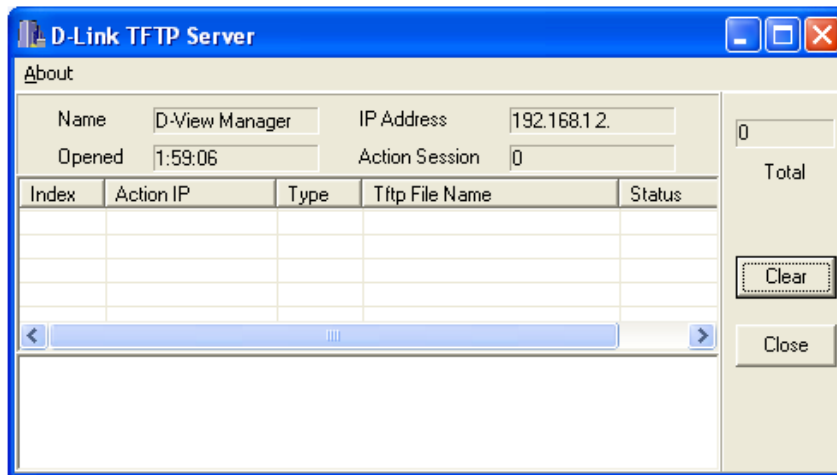 D-Link TFTP Server
About
Name D-View Manager IP Address 192.168.1.2.
Opened 1:59:06 Action Session 0
0
Total
Index Action IP Type Tftp File Name Status
Clear
Close